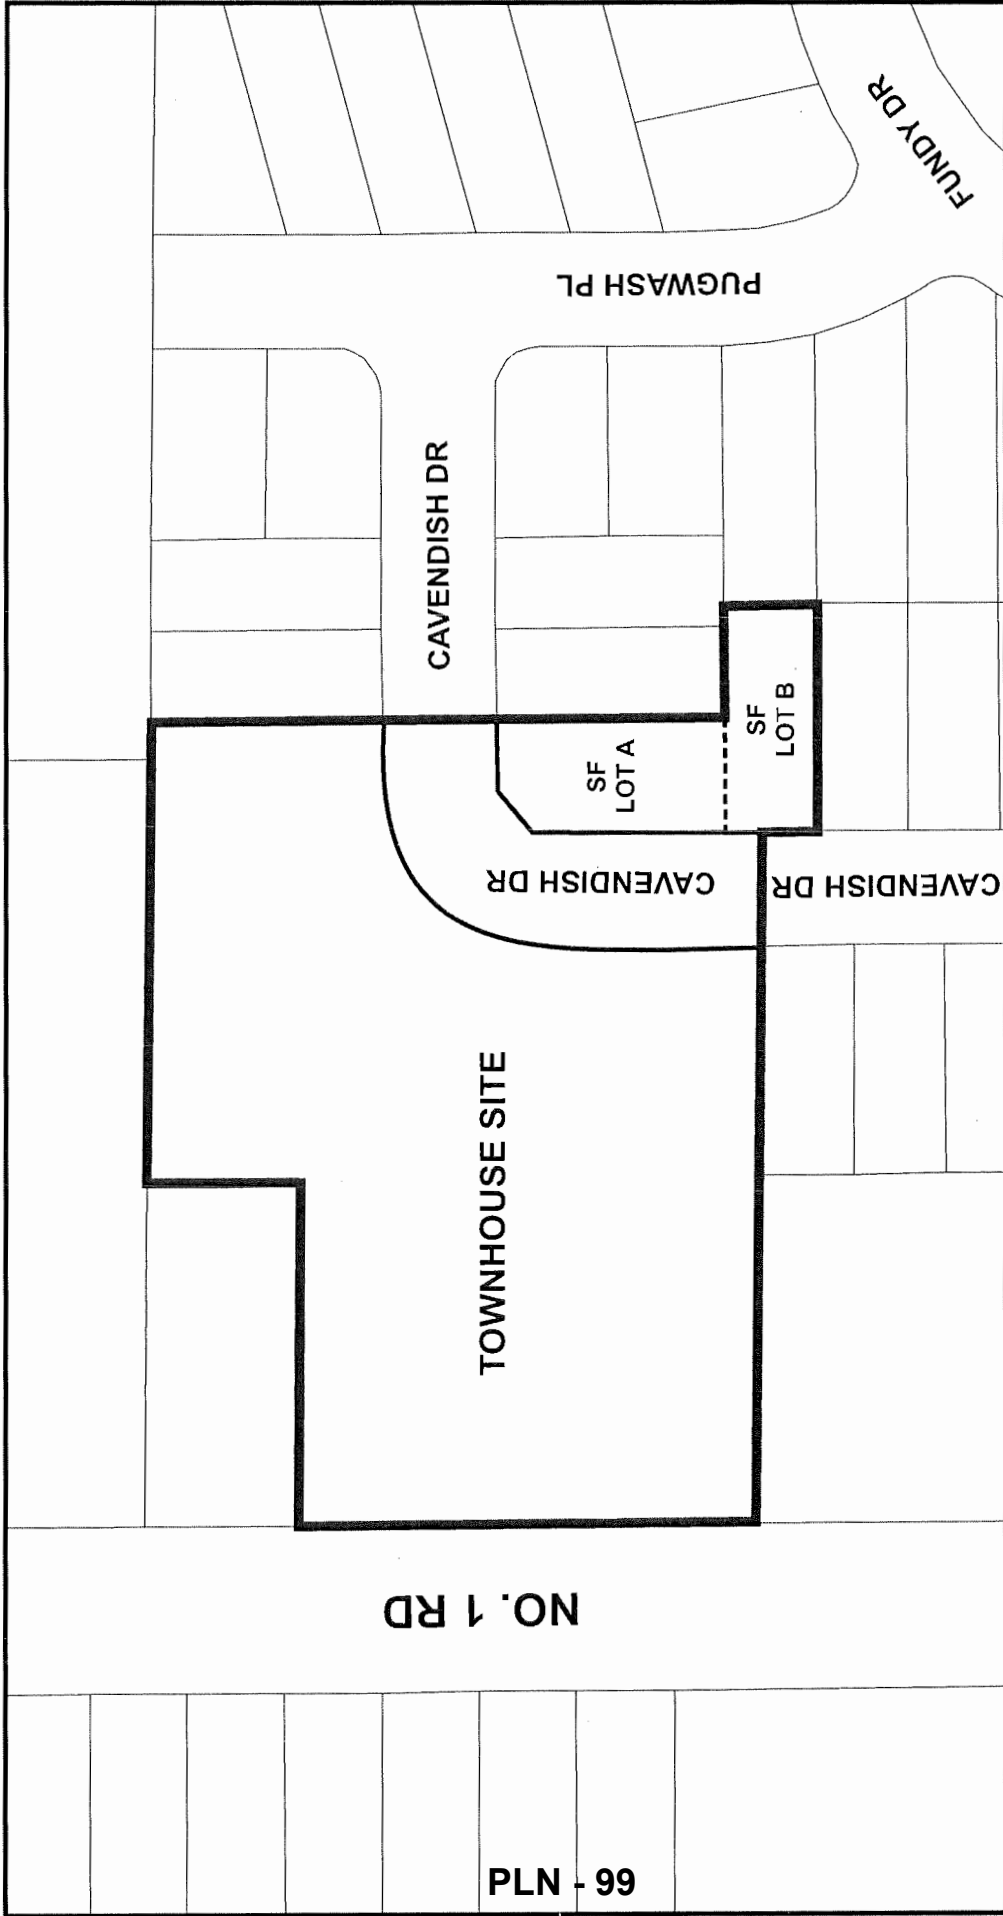 FUNDY DR
PUGWASH PL
CAVENDISH DR
SF
LOT B
SF
LOT A
CAVENDISH DR
CAVENDISH DR
TOWNHOUSE SITE
NO. 1 RD
PLN - 99